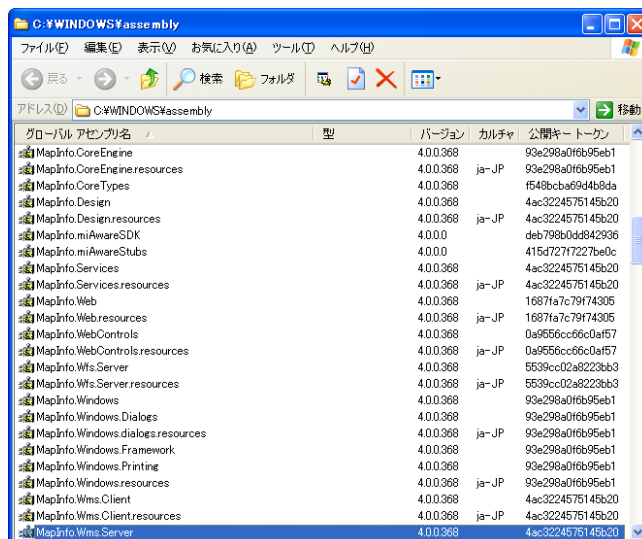 C:¥WINDOWS¥assembly
ファイル(F) 編集(E) 表示(V) お気に入り(A) ツール(T) ヘルプ(H)
戻る 検索 フォルダ
アドレス(D) C:¥WINDOWS¥assembly 移動
グローバル アセンブリ名 型 バージョン カルチャ 公開キー トークン
MapInfo.CoreEngine 4.0.0.368 93e298a0f6b95eb1
MapInfo.CoreEngine.resources 4.0.0.368 ja-JP 93e298a0f6b95eb1
MapInfo.CoreTypes 4.0.0.368 f548bcba69d4b8da
MapInfo.Design 4.0.0.368 4ac3224575145b20
MapInfo.Design.resources 4.0.0.368 ja-JP 4ac3224575145b20
MapInfo.miAwareSDK 4.0.0.0 deb798b0dd842936
MapInfo.miAwareStubs 4.0.0.0 415d727f7227be0c
MapInfo.Services 4.0.0.368 4ac3224575145b20
MapInfo.Services.resources 4.0.0.368 ja-JP 4ac3224575145b20
MapInfo.Web 4.0.0.368 1687fa7c79f74305
MapInfo.Web.resources 4.0.0.368 ja-JP 1687fa7c79f74305
MapInfo.WebControls 4.0.0.368 0a9556cc66c0af57
MapInfo.WebControls.resources 4.0.0.368 ja-JP 0a9556cc66c0af57
MapInfo.Wfs.Server 4.0.0.368 5539cc02a8223bb3
MapInfo.Wfs.Server.resources 4.0.0.368 ja-JP 5539cc02a8223bb3
MapInfo.Windows 4.0.0.368 93e298a0f6b95eb1
MapInfo.Windows.Dialogs 4.0.0.368 93e298a0f6b95eb1
MapInfo.Windows.dialogs.resources 4.0.0.368 ja-JP 93e298a0f6b95eb1
MapInfo.Windows.Framework 4.0.0.368 93e298a0f6b95eb1
MapInfo.Windows.Printing 4.0.0.368 93e298a0f6b95eb1
MapInfo.Windows.resources 4.0.0.368 ja-JP 93e298a0f6b95eb1
MapInfo.Wms.Client 4.0.0.368 4ac3224575145b20
MapInfo.Wms.Client.resources 4.0.0.368 ja-JP 4ac3224575145b20
MapInfo.Wms.Server 4.0.0.368 4ac3224575145b20